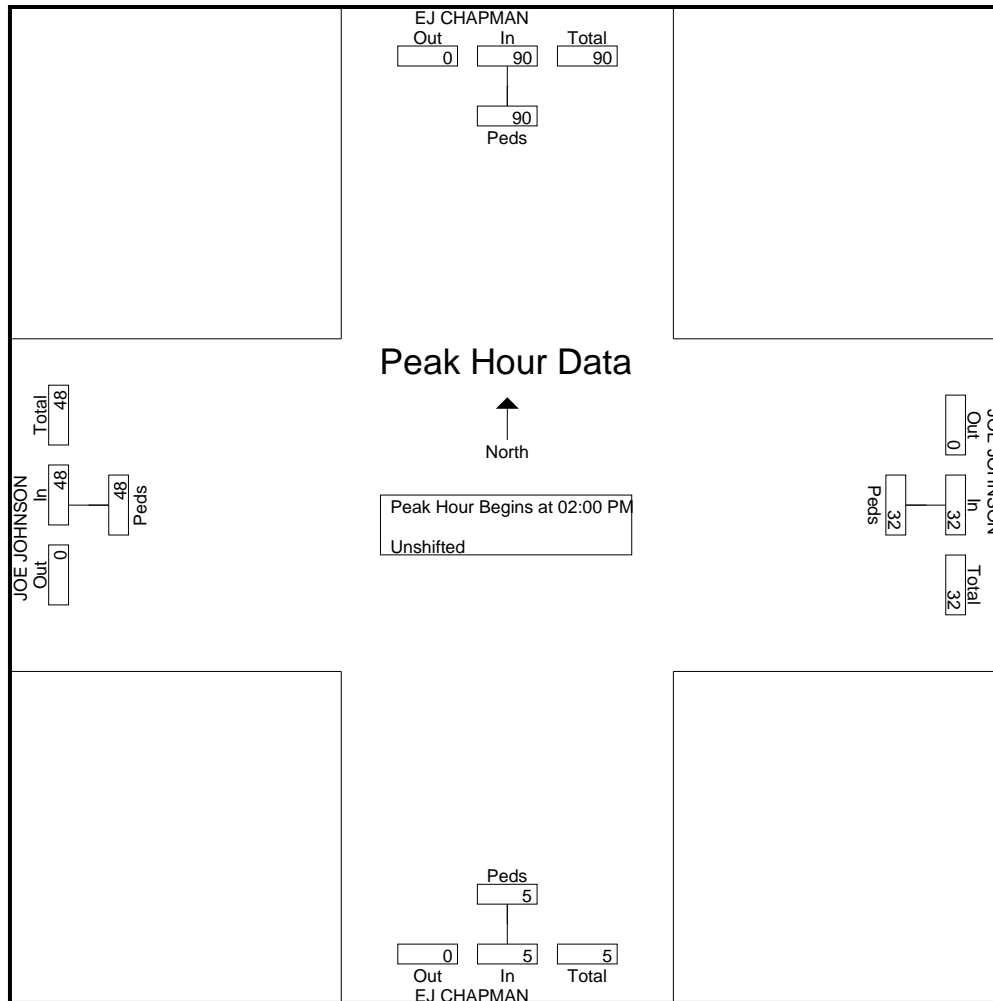 EJ CHAPMAN
Out In Total
0 90 90
90
Peds
Peak Hour Data
North
Peak Hour Begins at 02:00 PM
Unshifted
JOE JOHNSON
Out In Total
0 48 48
48
Peds
JOE JOHNSON
Out In Total
0 32 32
32
Peds
Peds
5
0 5 5
Out In Total
EJ CHAPMAN